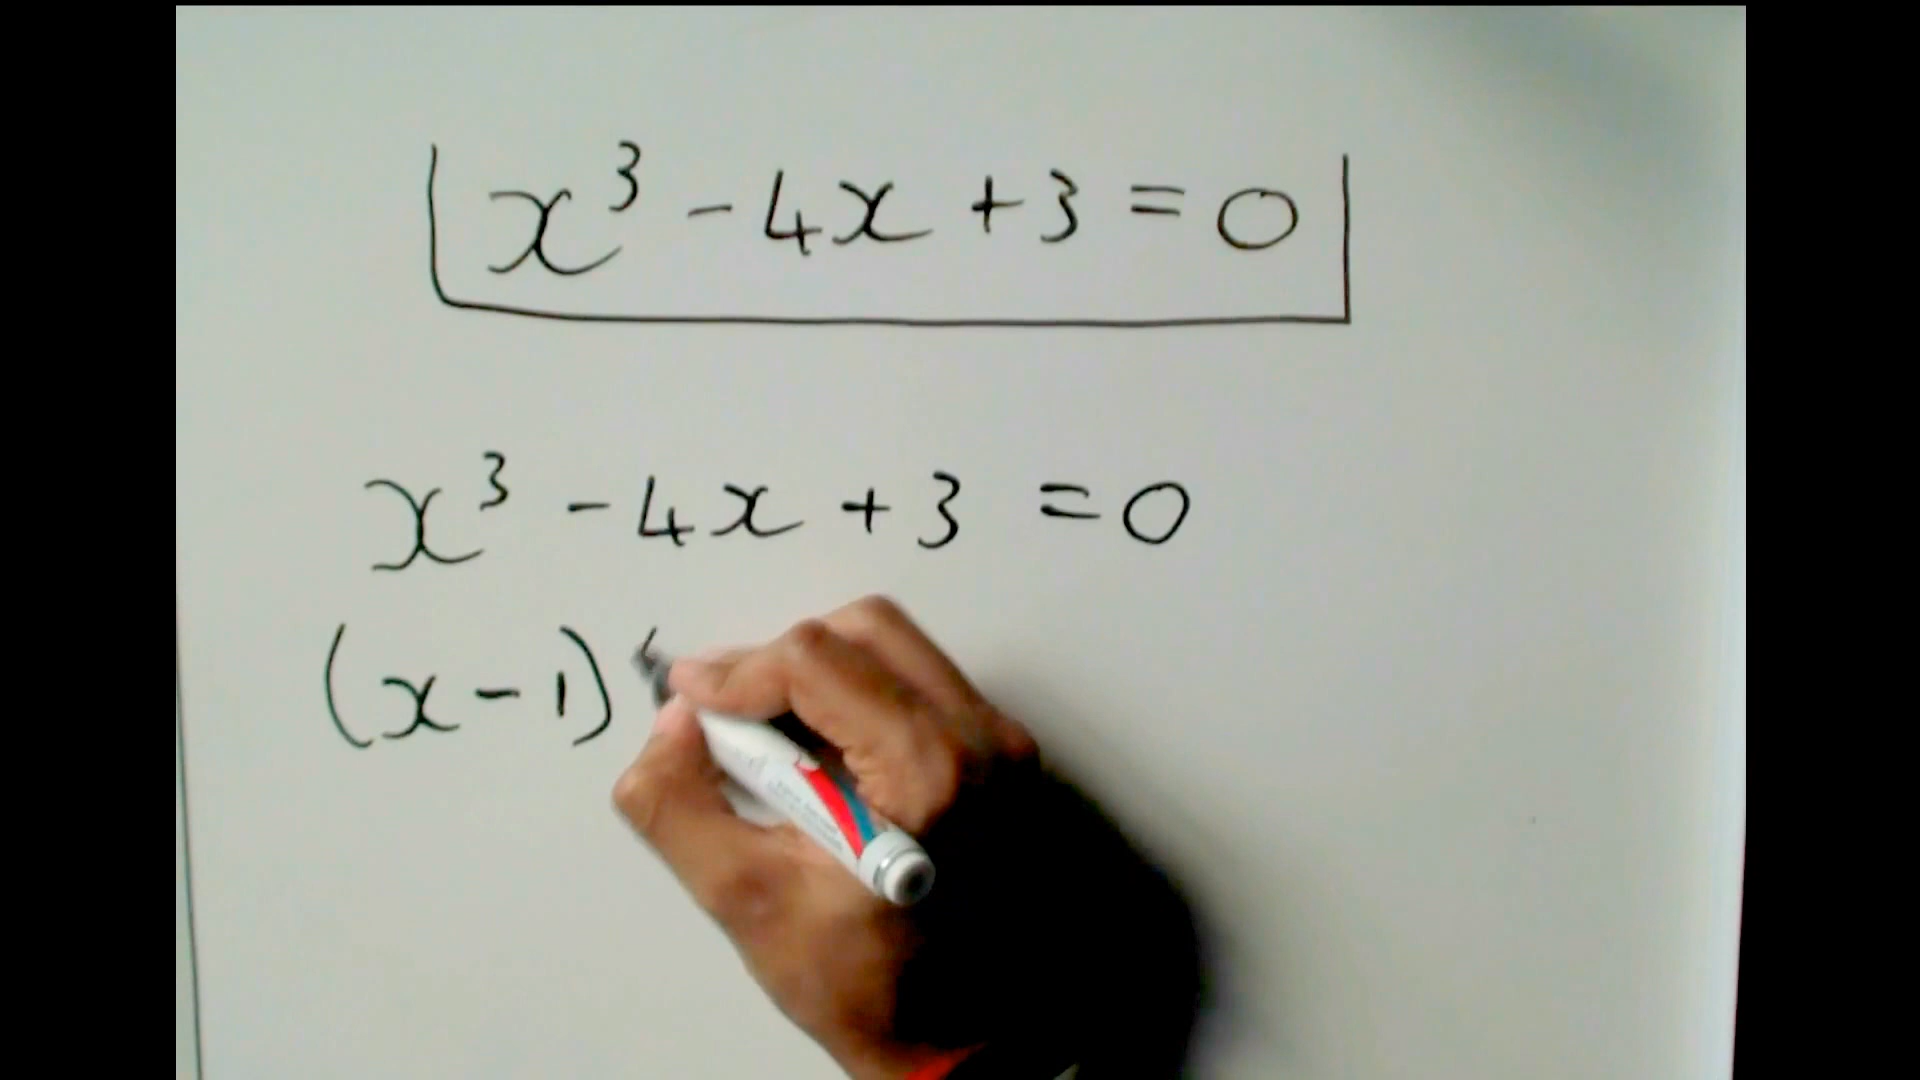 x³ - 4x + 3 = 0
x³ - 4x + 3 = 0
(x - 1) (